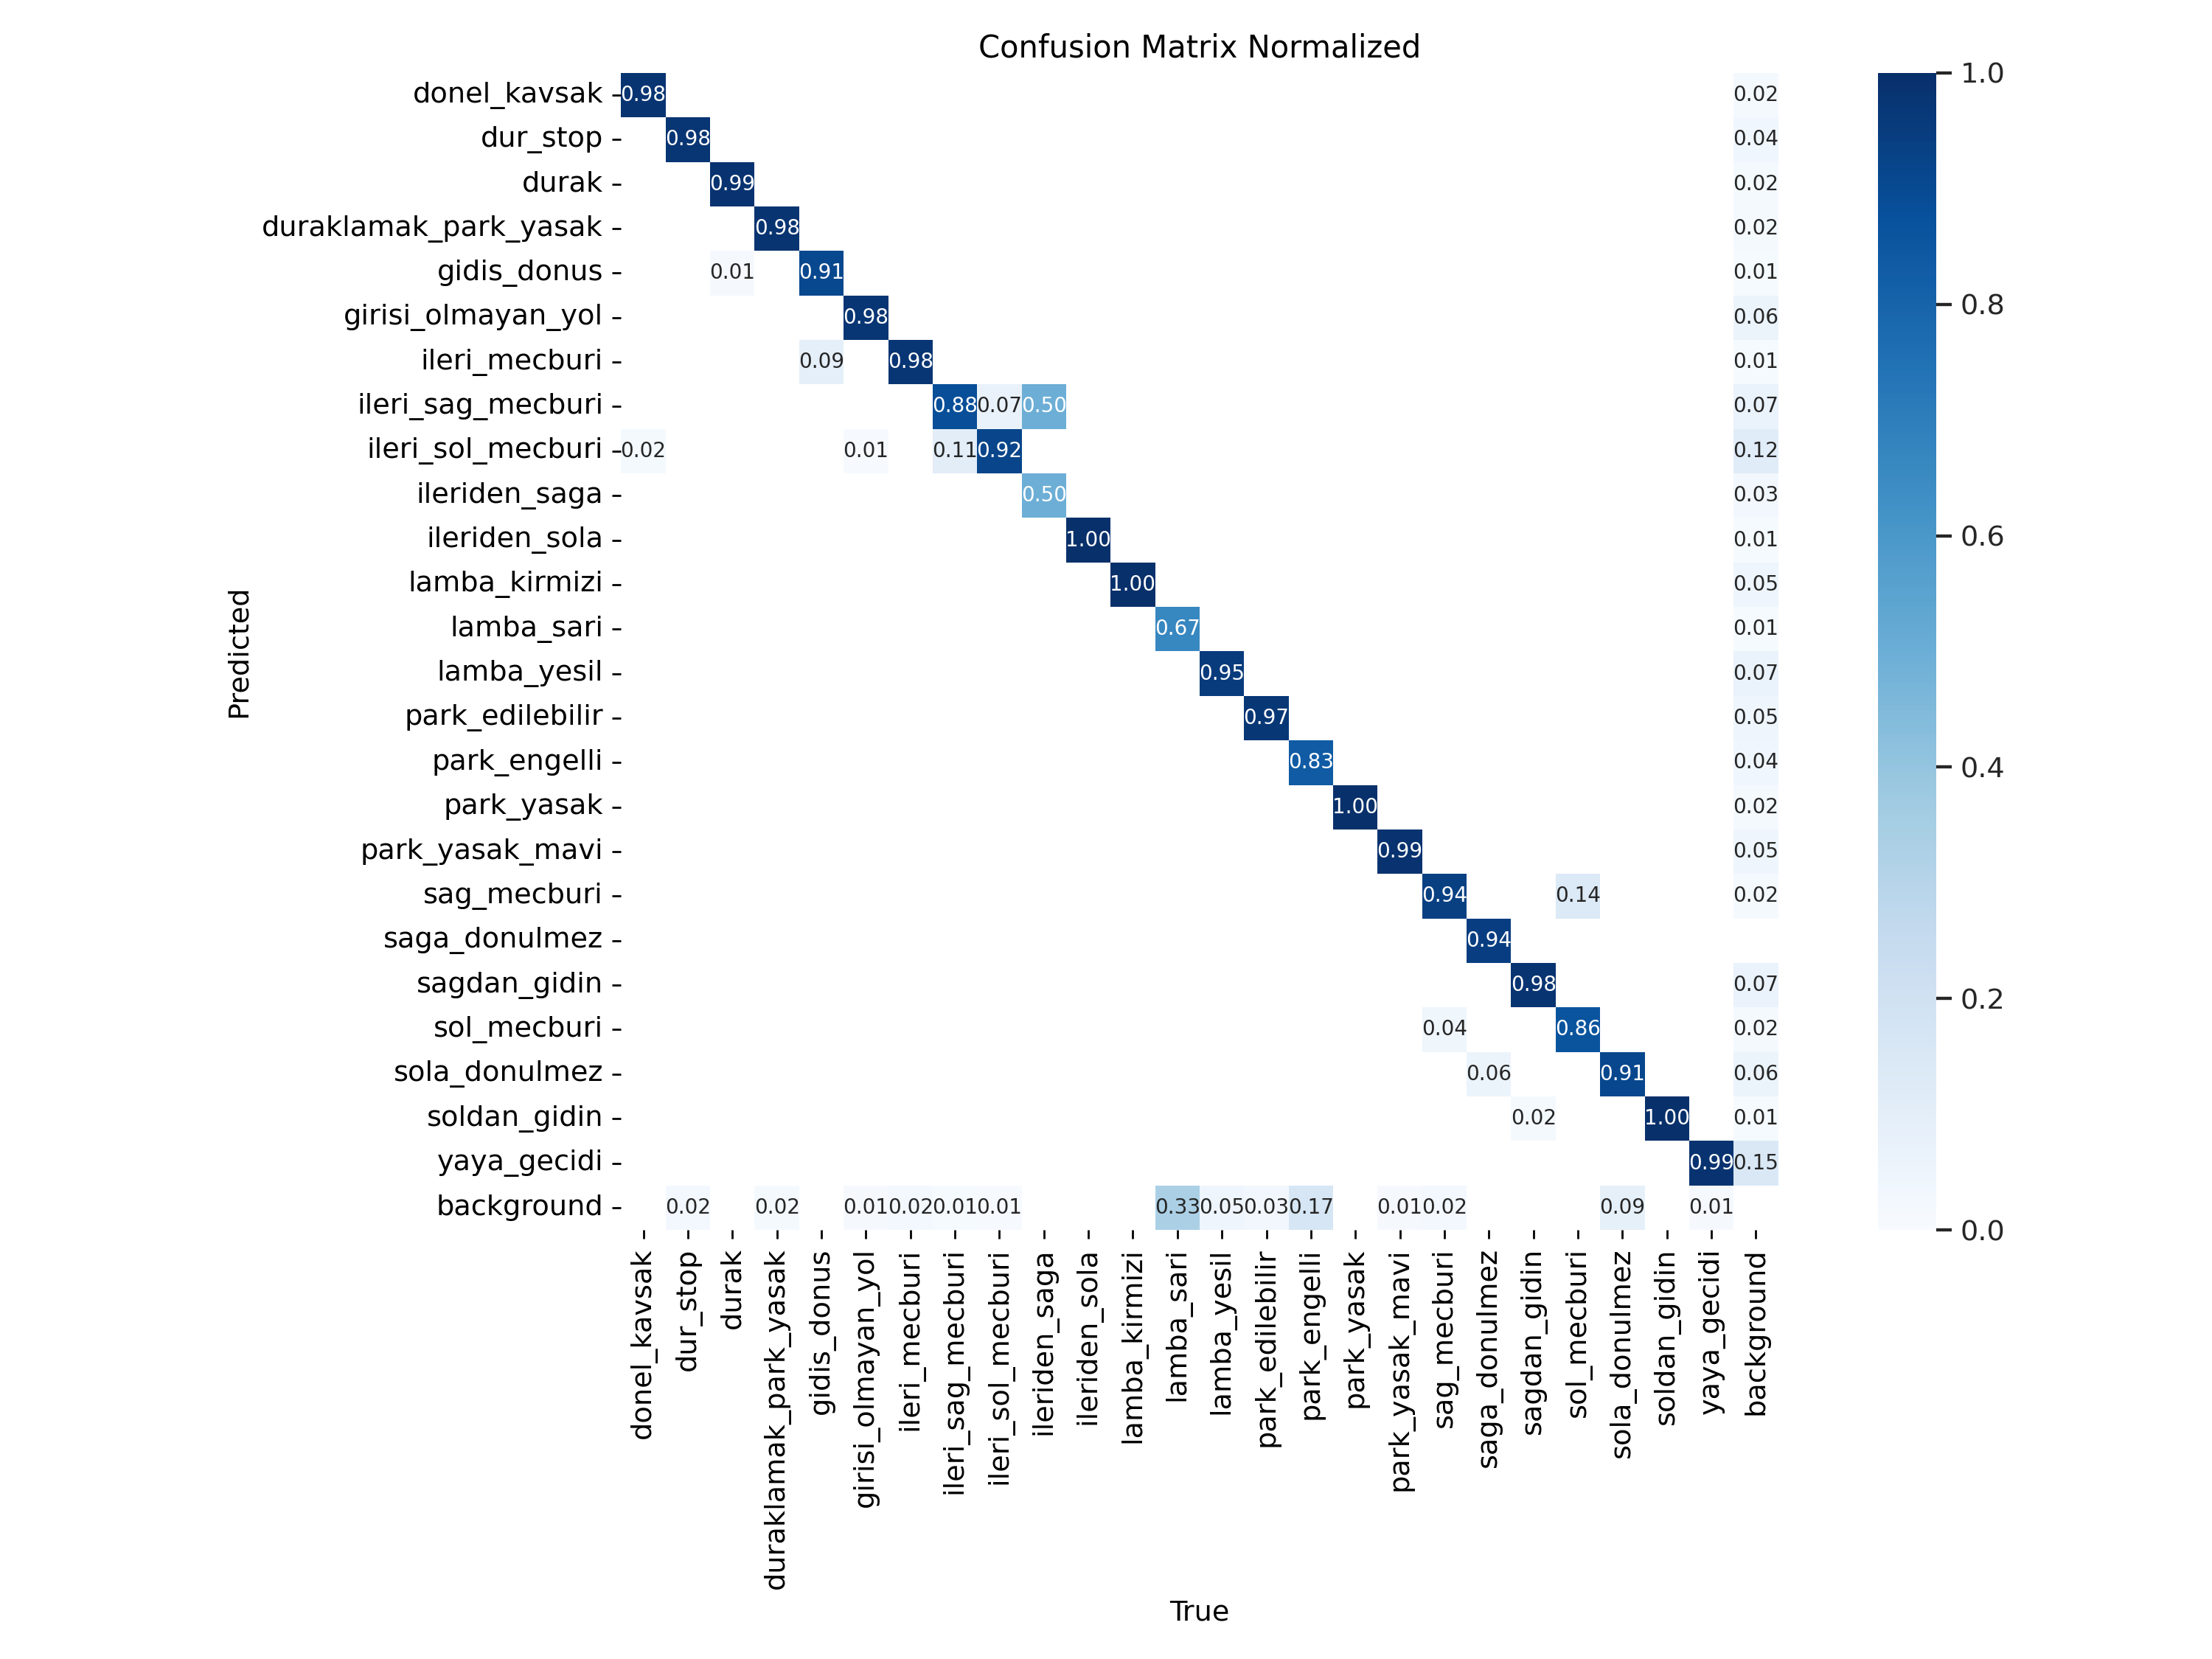 Confusion Matrix Normalized
donel_kavsak 0.98 0.02 1.0
dur_stop 0.98 0.04
durak 0.99 0.02
duraklamak_park_yasak 0.98 0.02
gidis_donus 0.01 0.91 0.01
girisi_olmayan_yol 0.98 0.06 0.8
ileri_mecburi 0.09 0.98 0.01
ileri_sag_mecburi 0.88 0.07 0.50 0.07
ileri_sol_mecburi 0.02 0.01 0.11 0.92 0.12
ileriden_saga 0.50 0.03
ileriden_sola 1.00 0.01 0.6
lamba_kirmizi 1.00 0.05
lamba_sari 0.67 0.01
lamba_yesil 0.95 0.07
park_edilebilir 0.97 0.05
park_engelli 0.83 0.04 0.4
park_yasak 1.00 0.02
park_yasak_mavi 0.99 0.05
sag_mecburi 0.94 0.14 0.02
saga_donulmez 0.94
sagdan_gidin 0.98 0.07 0.2
sol_mecburi 0.04 0.86 0.02
sola_donulmez 0.06 0.91 0.06
soldan_gidin 0.02 1.00 0.01
yaya_gecidi 0.99 0.15
background 0.02 0.02 0.01 0.02 0.01 0.01 0.33 0.05 0.03 0.17 0.01 0.02 0.09 0.01 0.0
Predicted
donel_kavsak
dur_stop
durak
duraklamak_park_yasak
gidis_donus
girisi_olmayan_yol
ileri_mecburi
ileri_sag_mecburi
ileri_sol_mecburi
ileriden_saga
ileriden_sola
lamba_kirmizi
lamba_sari
lamba_yesil
park_edilebilir
park_engelli
park_yasak
park_yasak_mavi
sag_mecburi
saga_donulmez
sagdan_gidin
sol_mecburi
sola_donulmez
soldan_gidin
yaya_gecidi
background
True